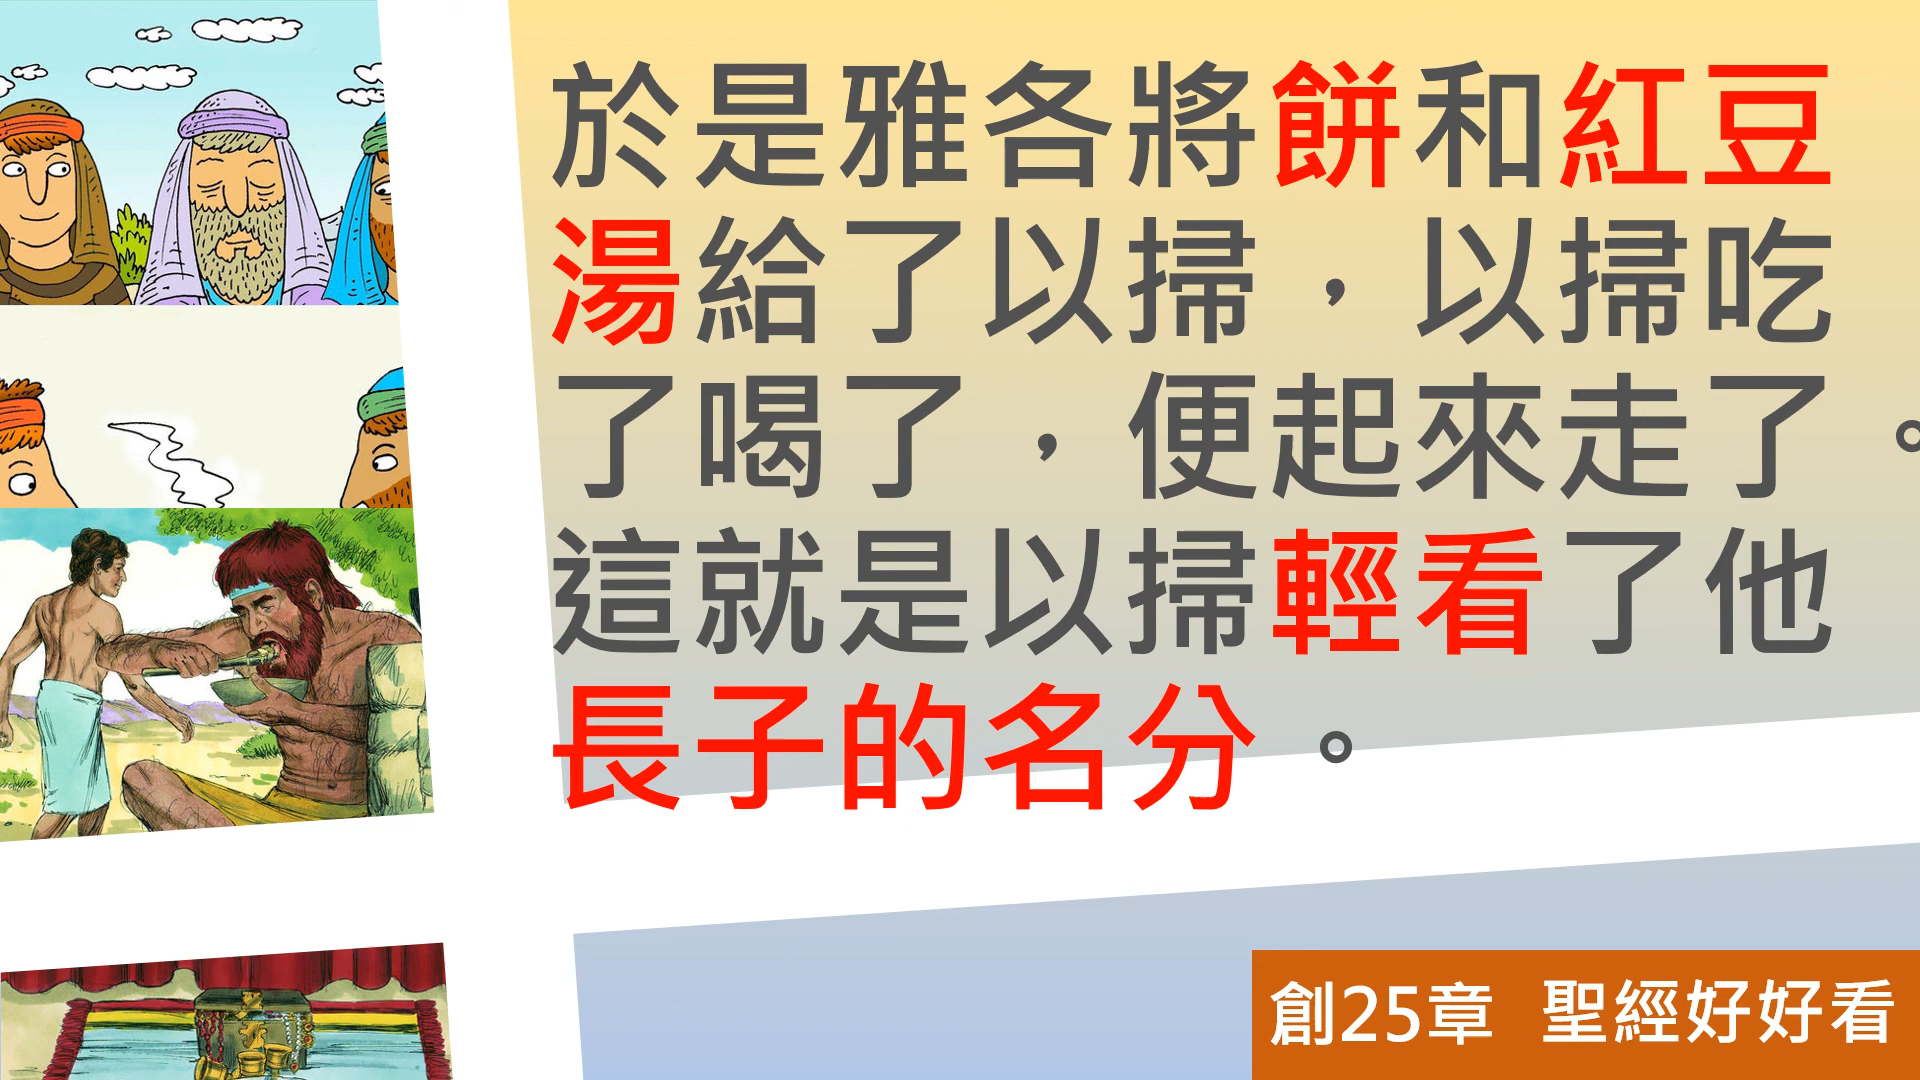 於是雅各將餅和紅豆
湯給了以掃，以掃吃
了喝了，便起來走了。
這就是以掃輕看了他
長子的名分。
創25章 聖經好好看